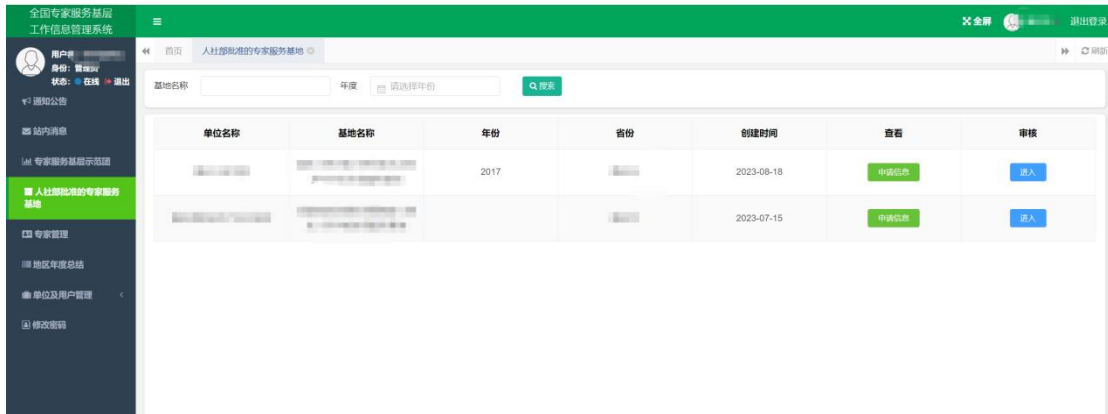 全国专家服务基层
工作信息管理系统
全屏
退出登录
用户
身份: 管理员
状态: 在线 退出
首页 人社部批准的专家服务基地
刷新
基地名称 年度 请选择年份 搜索
通知公告
站内消息
专家服务基层示范团
人社部批准的专家服务
基地
专家管理
地区年度总结
单位及用户管理
修改密码
单位名称 基地名称 年份 省份 创建时间 查看 审核
2017 2023-08-18 申请信息 进入
2023-07-15 申请信息 进入